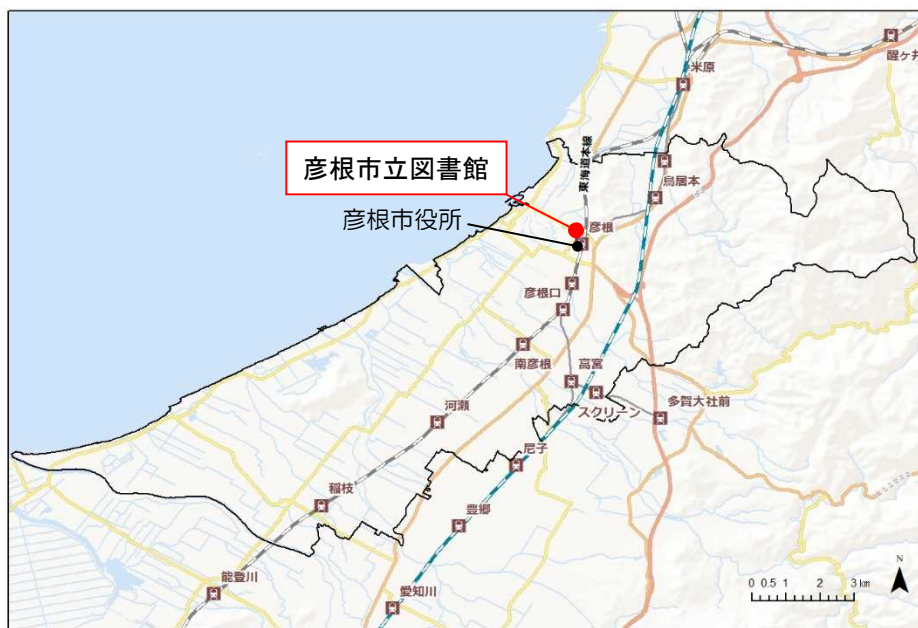 醒ヶ井
米原
東海道本線
彦根市立図書館
鳥居本
彦根市役所
彦根
彦根口
南彦根
高宮
スクリーン
多賀大社前
河瀬
尼子
稲枝
豊郷
能登川
愛知川
N
0 0.5 1 2 3 km